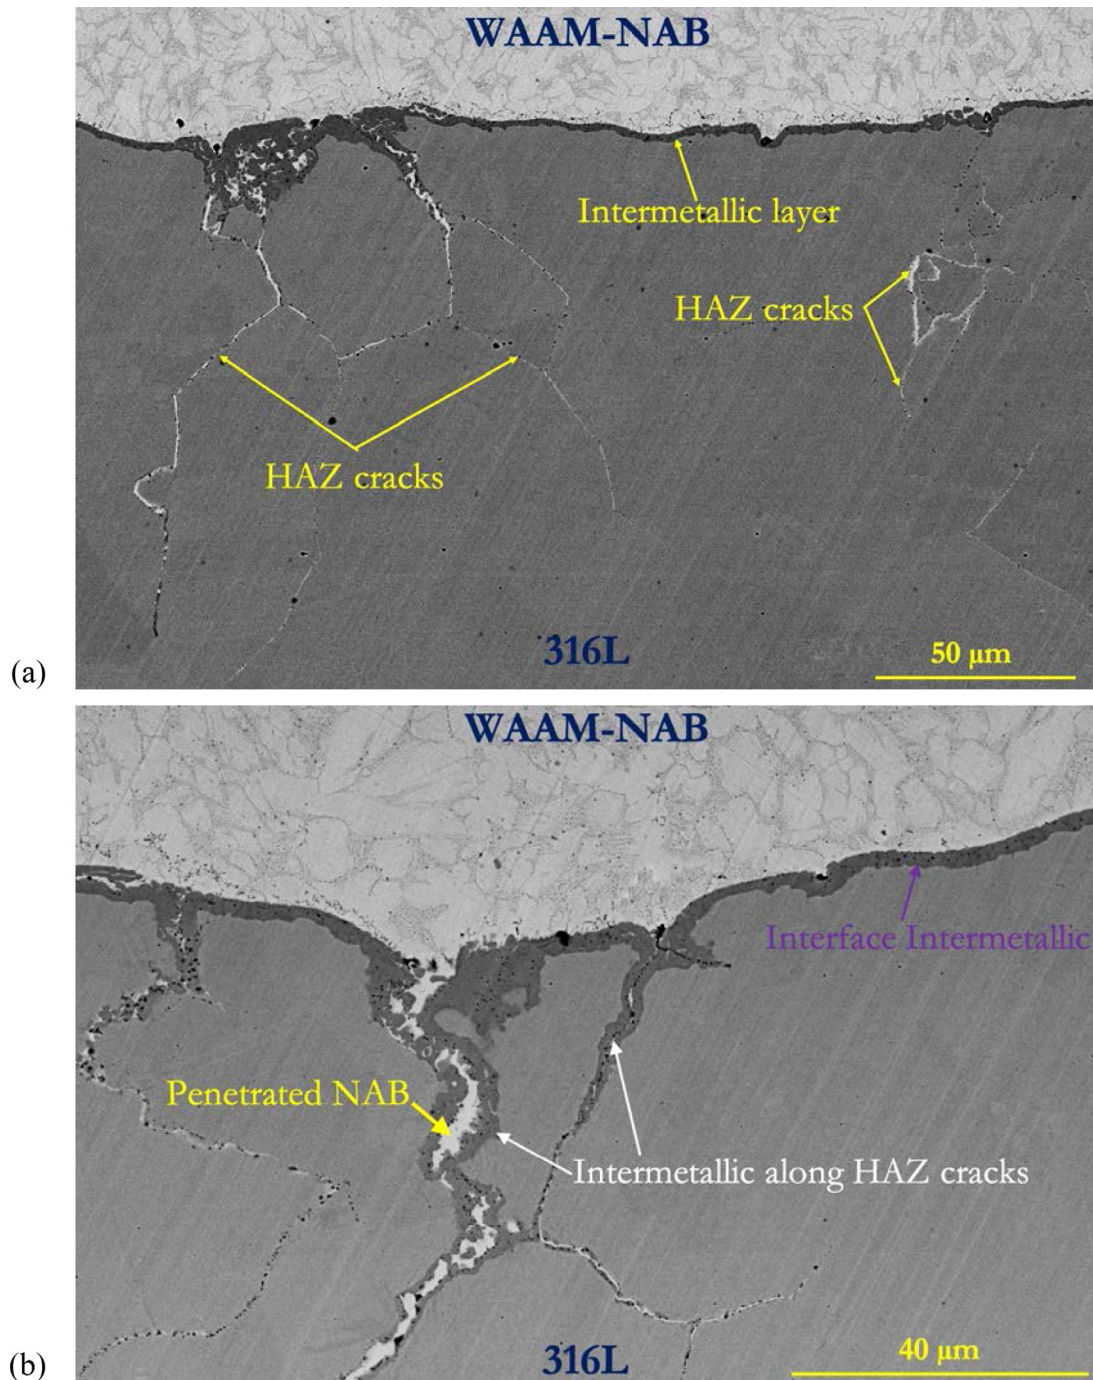 WAAM-NAB
Intermetallic layer
HAZ cracks
HAZ cracks
316L
50 µm
(a)
WAAM-NAB
Interface Intermetallic
Penetrated NAB
Intermetallic along HAZ cracks
316L
40 µm
(b)